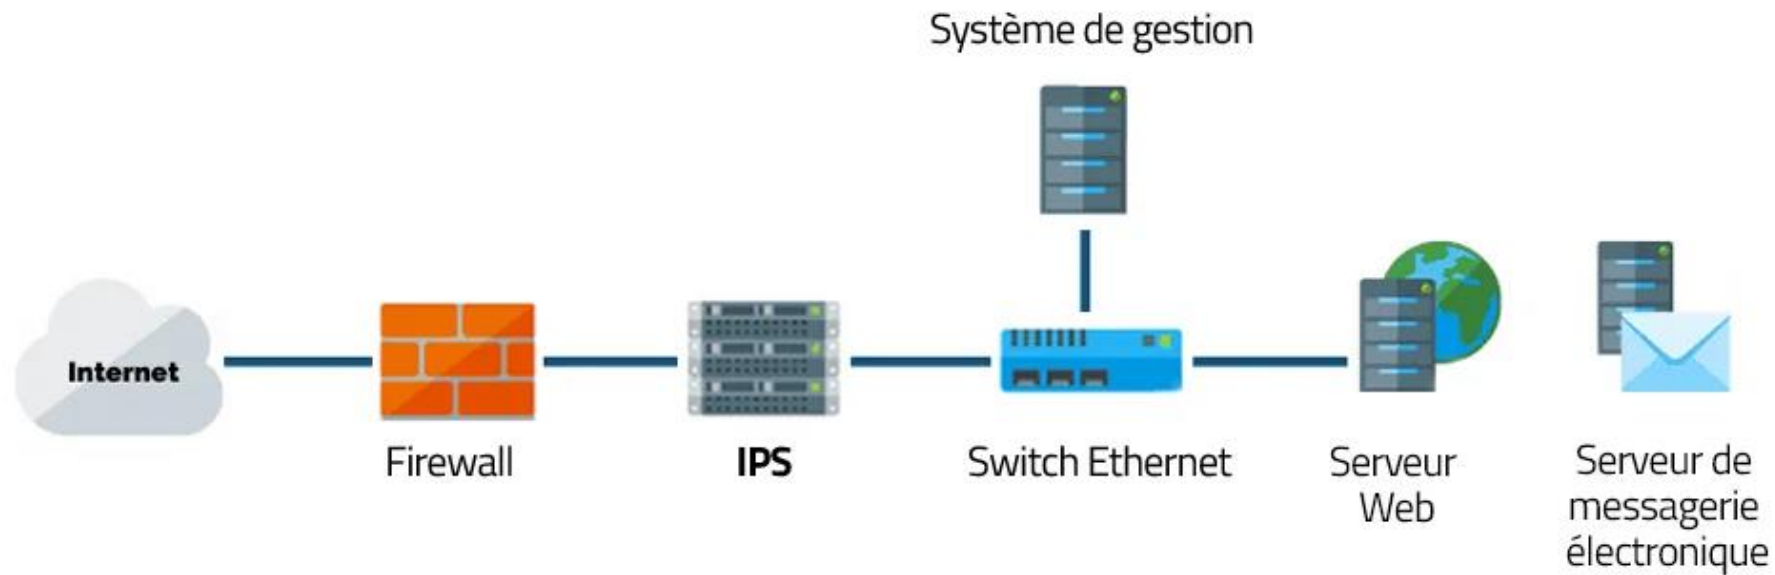 Système de gestion
Internet
Firewall
IPS
Switch Ethernet
Serveur
Web
Serveur de
messagerie
électronique